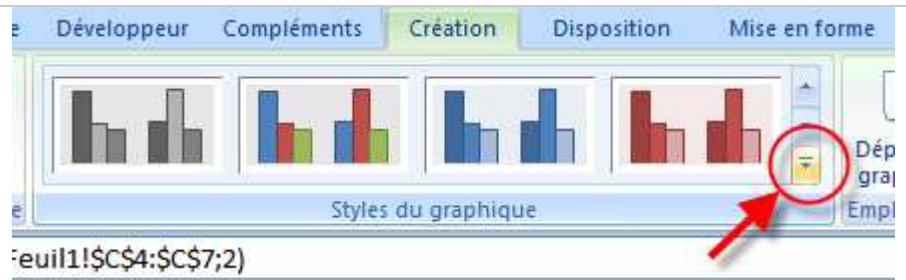 Développeur Compléments Création Disposition Mise en forme
Styles du graphique
Feuil1!$C$4:$C$7;2)